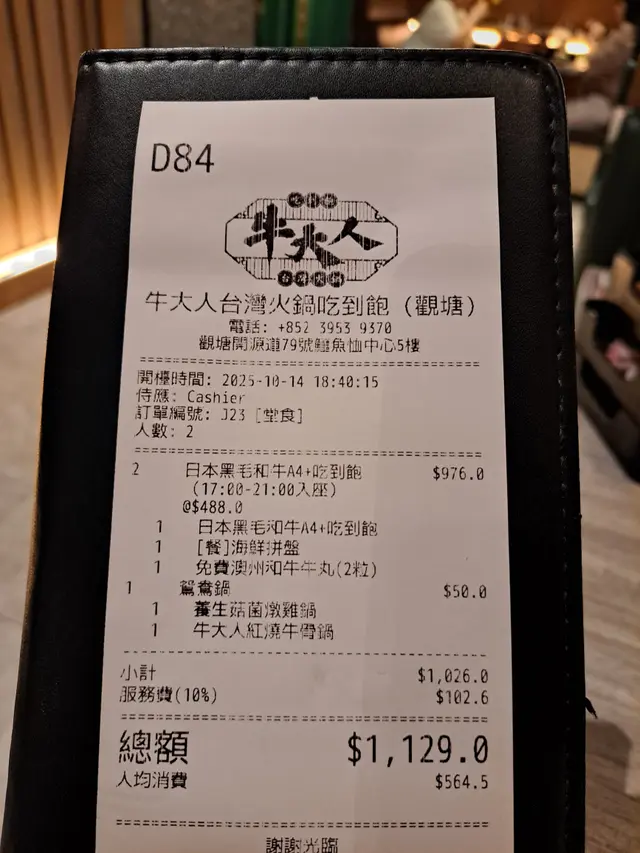 D84
吃到飽
牛大人
台灣火鍋
牛大人台灣火鍋吃到飽 (觀塘)
電話: +852 3953 9370
觀塘開源道79號鱷魚恤中心5樓
開檯時間: 2025-10-14 18:40:15
侍應: Cashier
訂單編號: J23 [堂食]
人數: 2
2 日本黑毛和牛A4+吃到飽 $976.0
(17:00-21:00入座)
@$488.0
1 日本黑毛和牛A4+吃到飽
1 [餐]海鮮拼盤
1 免費澳州和牛牛丸(2粒)
1 鴛鴦鍋 $50.0
1 養生菇菌燉雞鍋
1 牛大人紅燒牛骨鍋
小計 $1,026.0
服務費(10%) $102.6
總額 $1,129.0
人均消費 $564.5
謝謝光臨